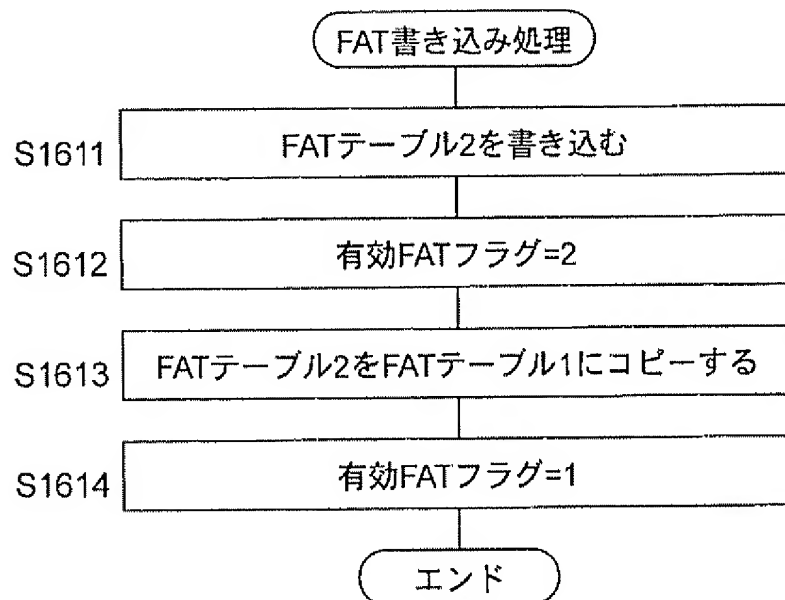 FAT書き込み処理
S1611 FATテーブル2を書き込む
S1612 有効FATフラグ=2
S1613 FATテーブル2をFATテーブル1にコピーする
S1614 有効FATフラグ=1
エンド